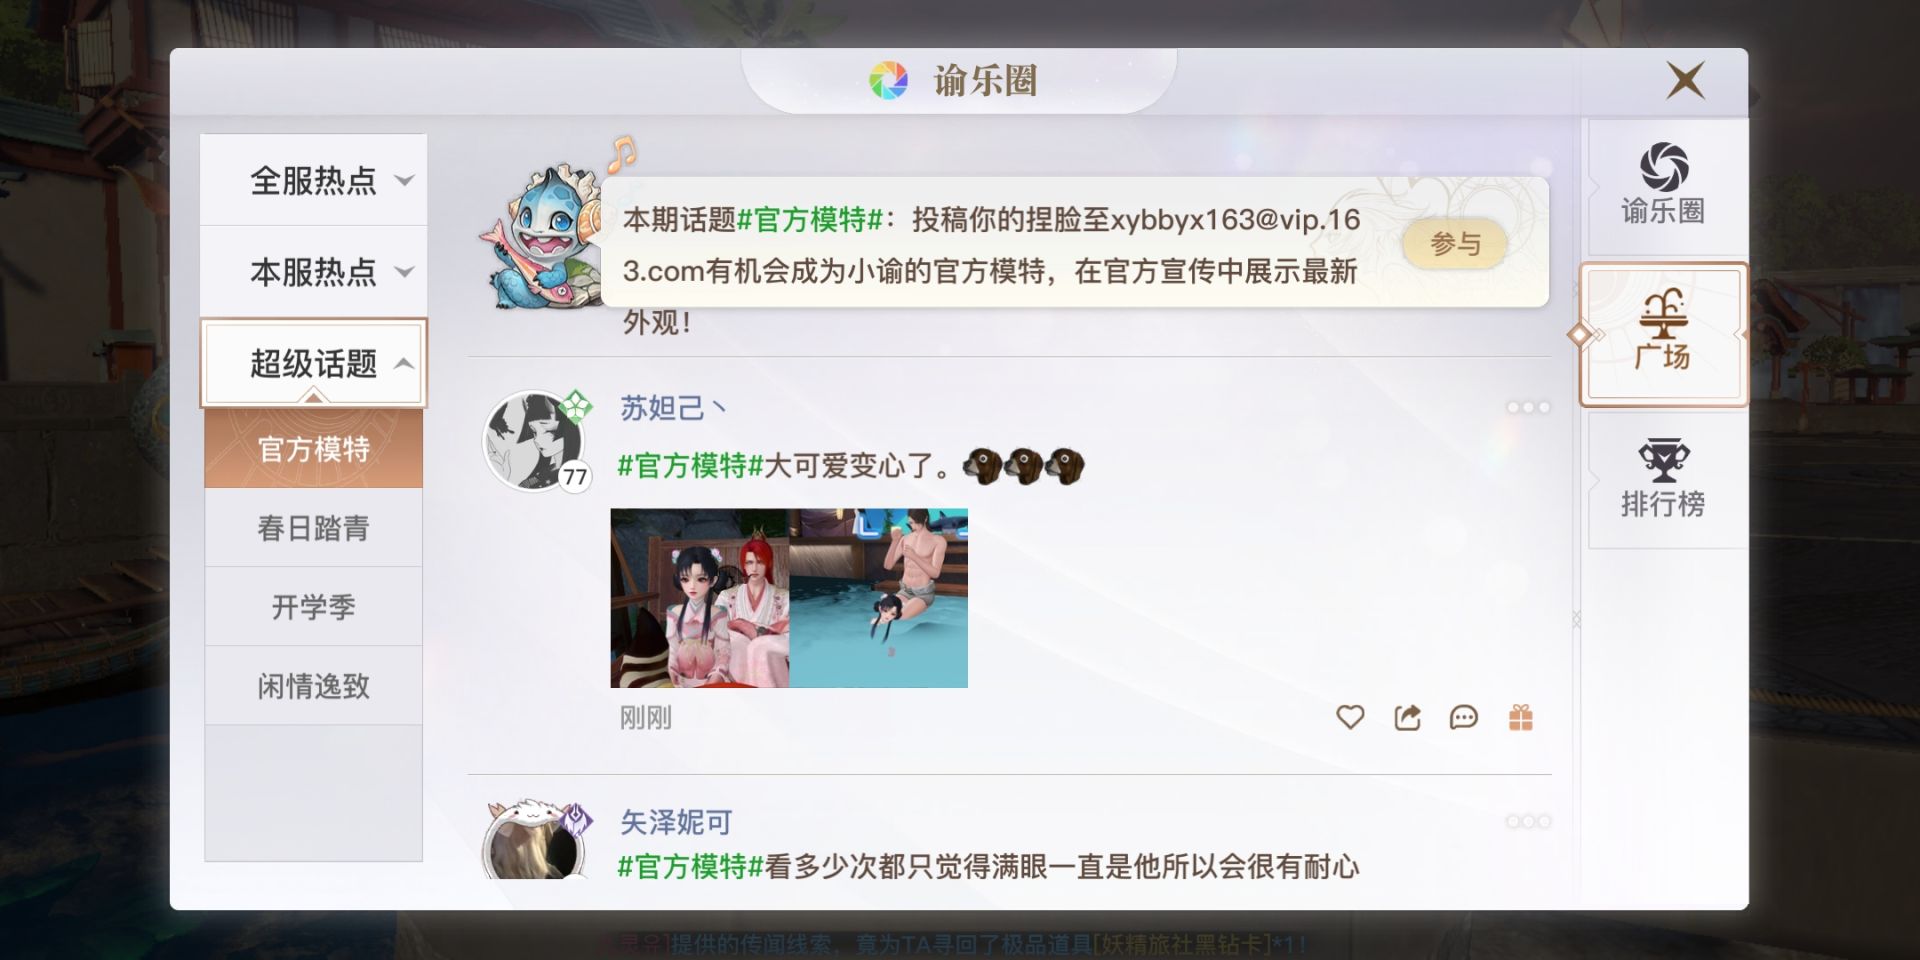 谕乐圈
全服热点
本服热点
超级话题
官方模特
春日踏青
开学季
闲情逸致
本期话题#官方模特#：投稿你的捏脸至xybbyx163@vip.16
3.com有机会成为小谕的官方模特，在官方宣传中展示最新
外观！
参与
苏妲己丶
77
#官方模特#大可爱变心了。
刚刚
矢泽妮可
#官方模特#看多少次都只觉得满眼一直是他所以会很有耐心
谕乐圈
广场
排行榜
提供的传闻线索，竟为TA寻回了极品道具[妖精旅社黑钻卡]*1！